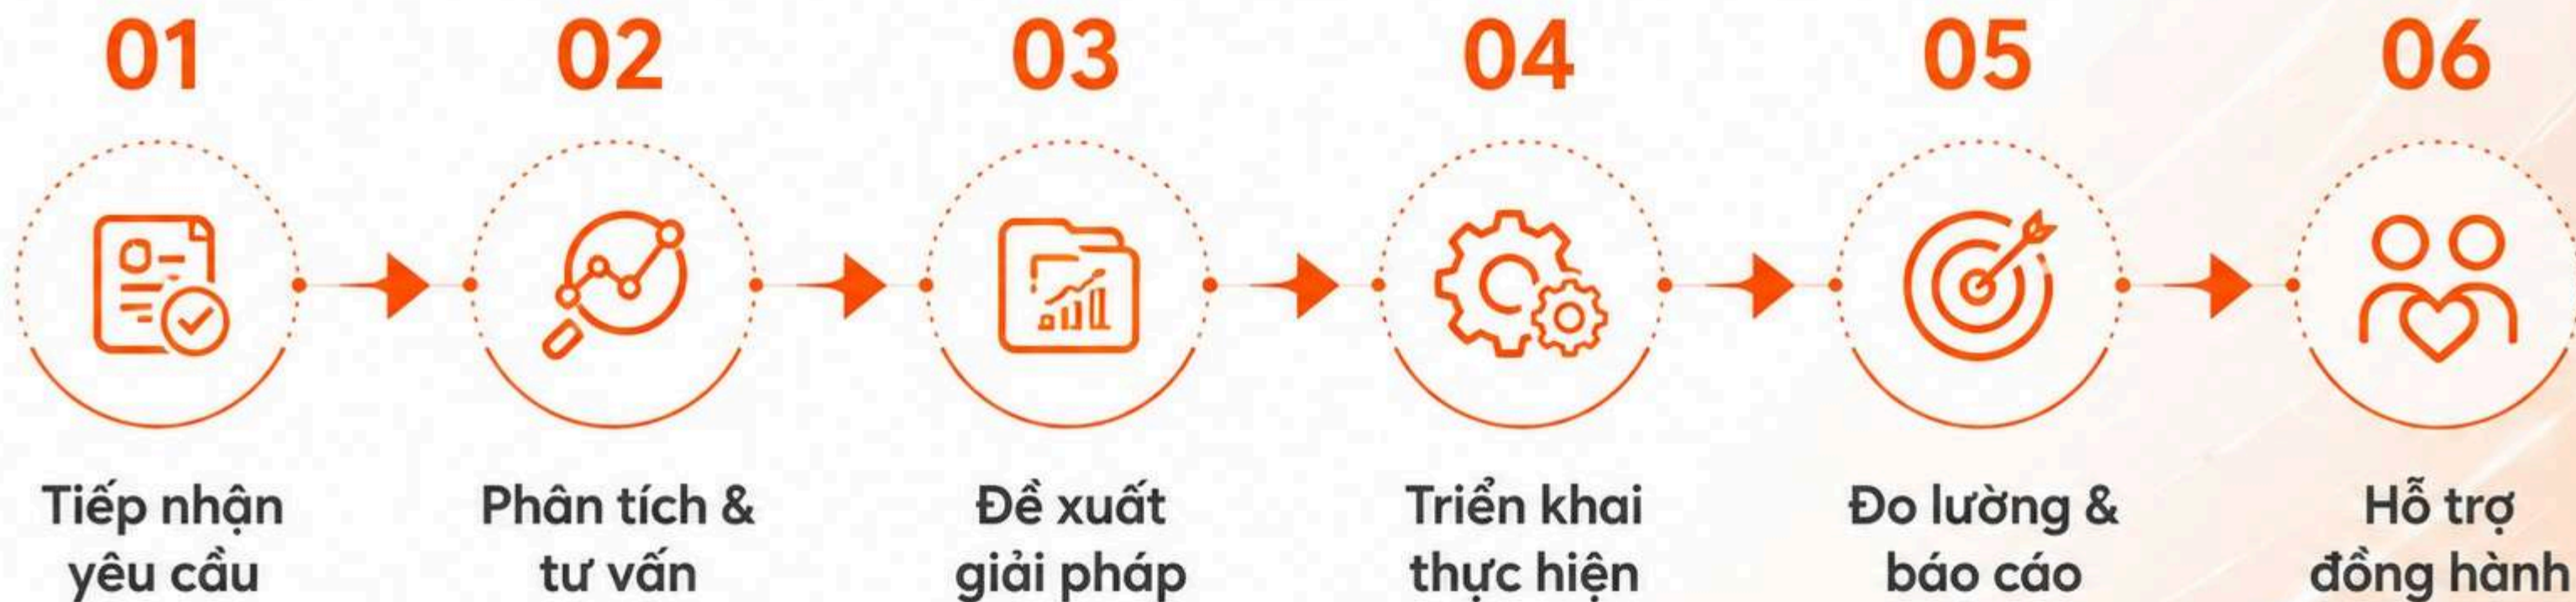 01
02
03
04
05
06
Tiếp nhận
yêu cầu
Phân tích &
tư vấn
Đề xuất
giải pháp
Triển khai
thực hiện
Đo lường &
báo cáo
Hỗ trợ
đồng hành